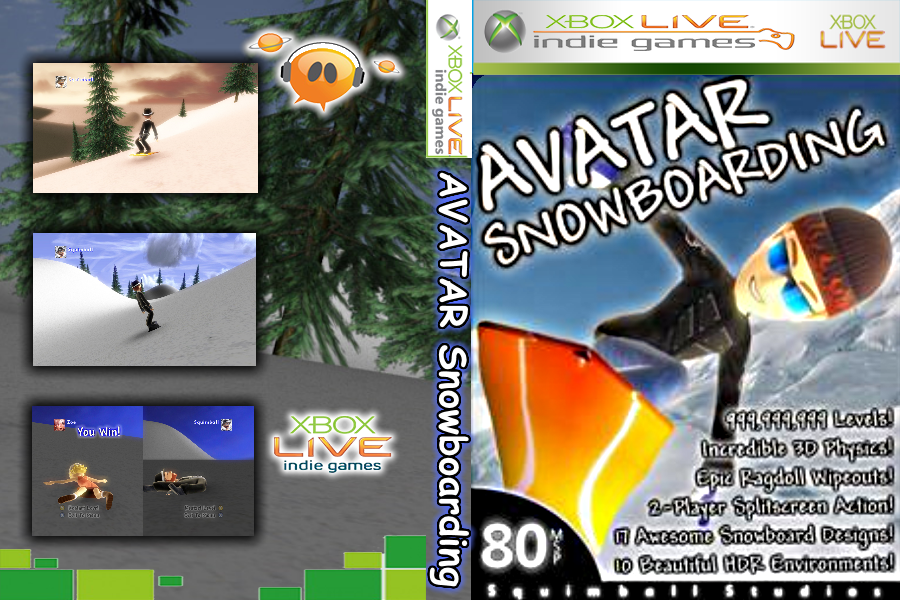 You Win!
Zoe
Squimball
XBOX
LIVE
indie games
XBOX LIVE
indie games
AVATAR Snowboarding
XBOX LIVE
indie games
XBOX
LIVE
AVATAR
SNOWBOARDING
999,999,999 Levels!
Incredible 3D Physics!
Epic Ragdoll Wipeouts!
2-Player Splitscreen Action!
17 Awesome Snowboard Designs!
10 Beautiful HDR Environments!
80
Squimball Studios